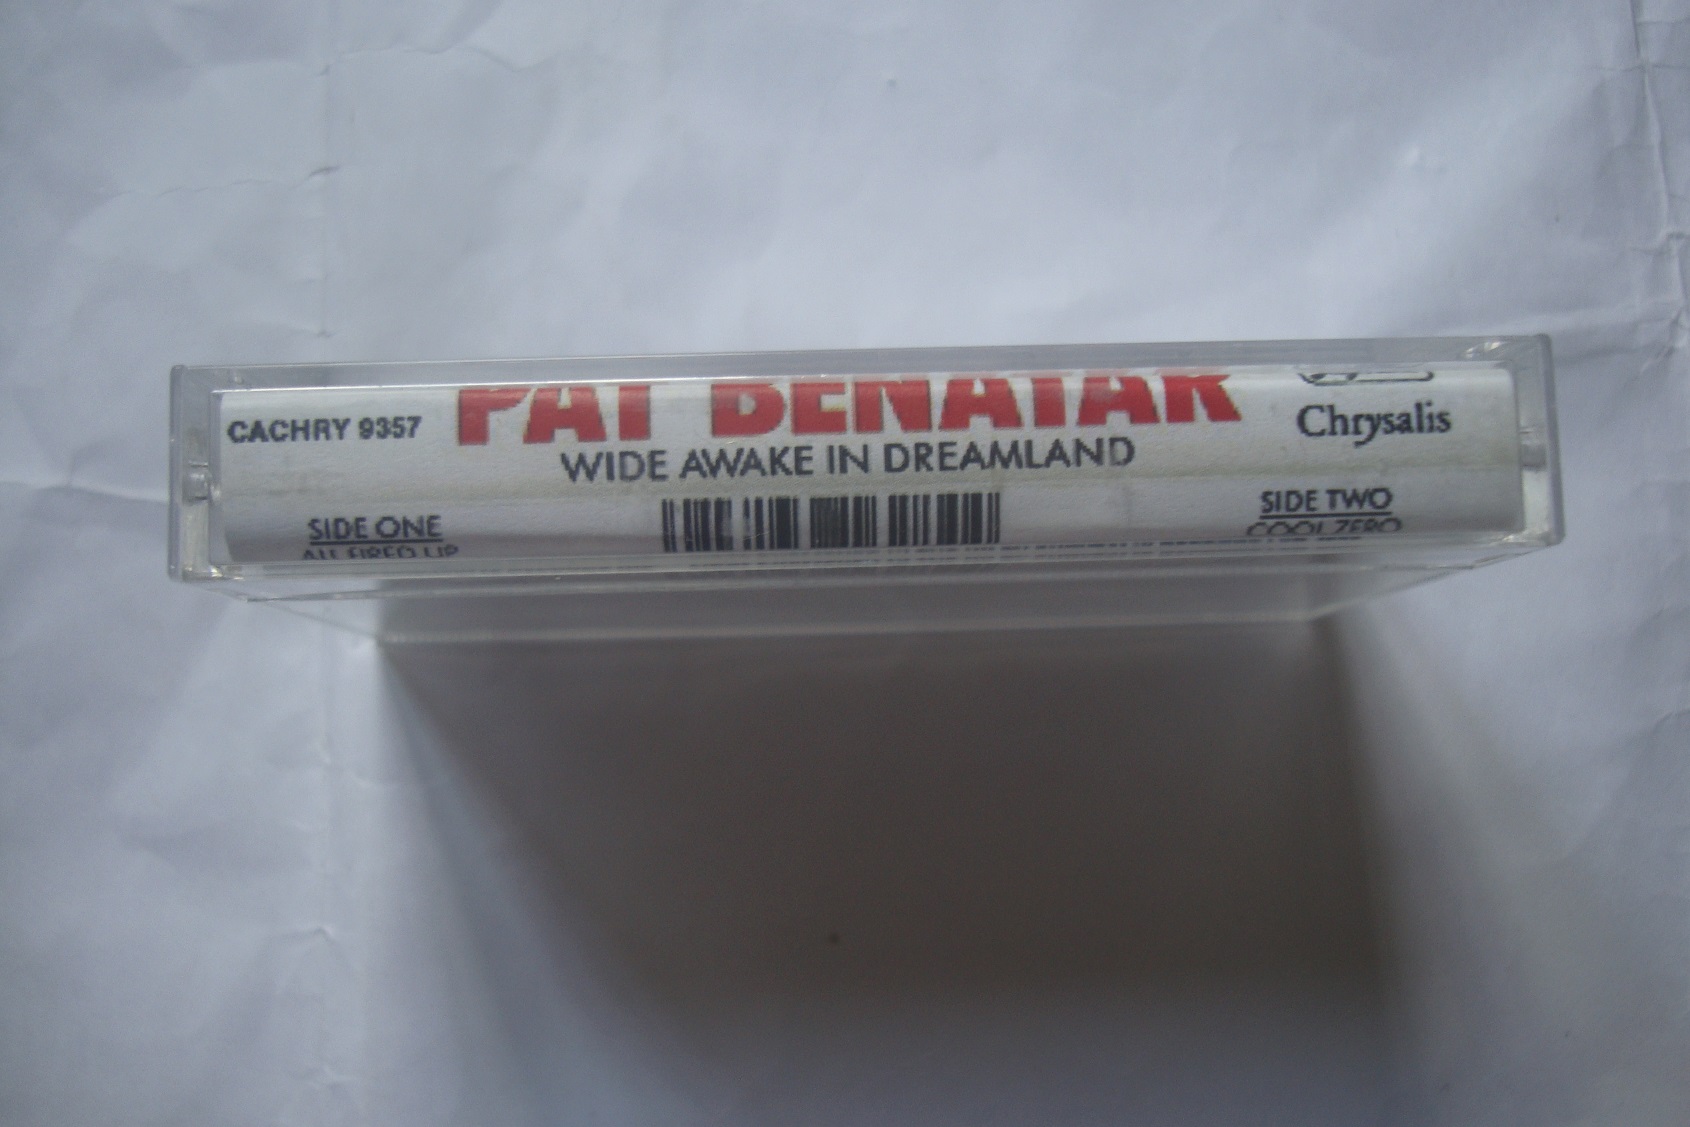 CACHRY 9357
PAT BENATAR
WIDE AWAKE IN DREAMLAND
Chrysalis
SIDE ONE
ALL FIRED UP
SIDE TWO
COOL ZERO